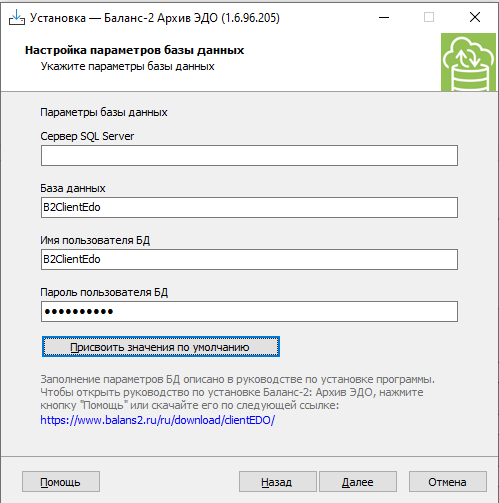 Установка — Баланс-2 Архив ЭДО (1.6.96.205)
Настройка параметров базы данных
Укажите параметры базы данных
Параметры базы данных
Сервер SQL Server
База данных
B2ClientEdo
Имя пользователя БД
B2ClientEdo
Пароль пользователя БД
●●●●●●●●●●
Присвоить значения по умолчанию
Заполнение параметров БД описано в руководстве по установке программы.
Чтобы открыть руководство по установке Баланс-2: Архив ЭДО, нажмите
кнопку "Помощь" или скачайте его по следующей ссылке:
https://www.balans2.ru/ru/download/clientEDO/
Помощь Назад Далее Отмена